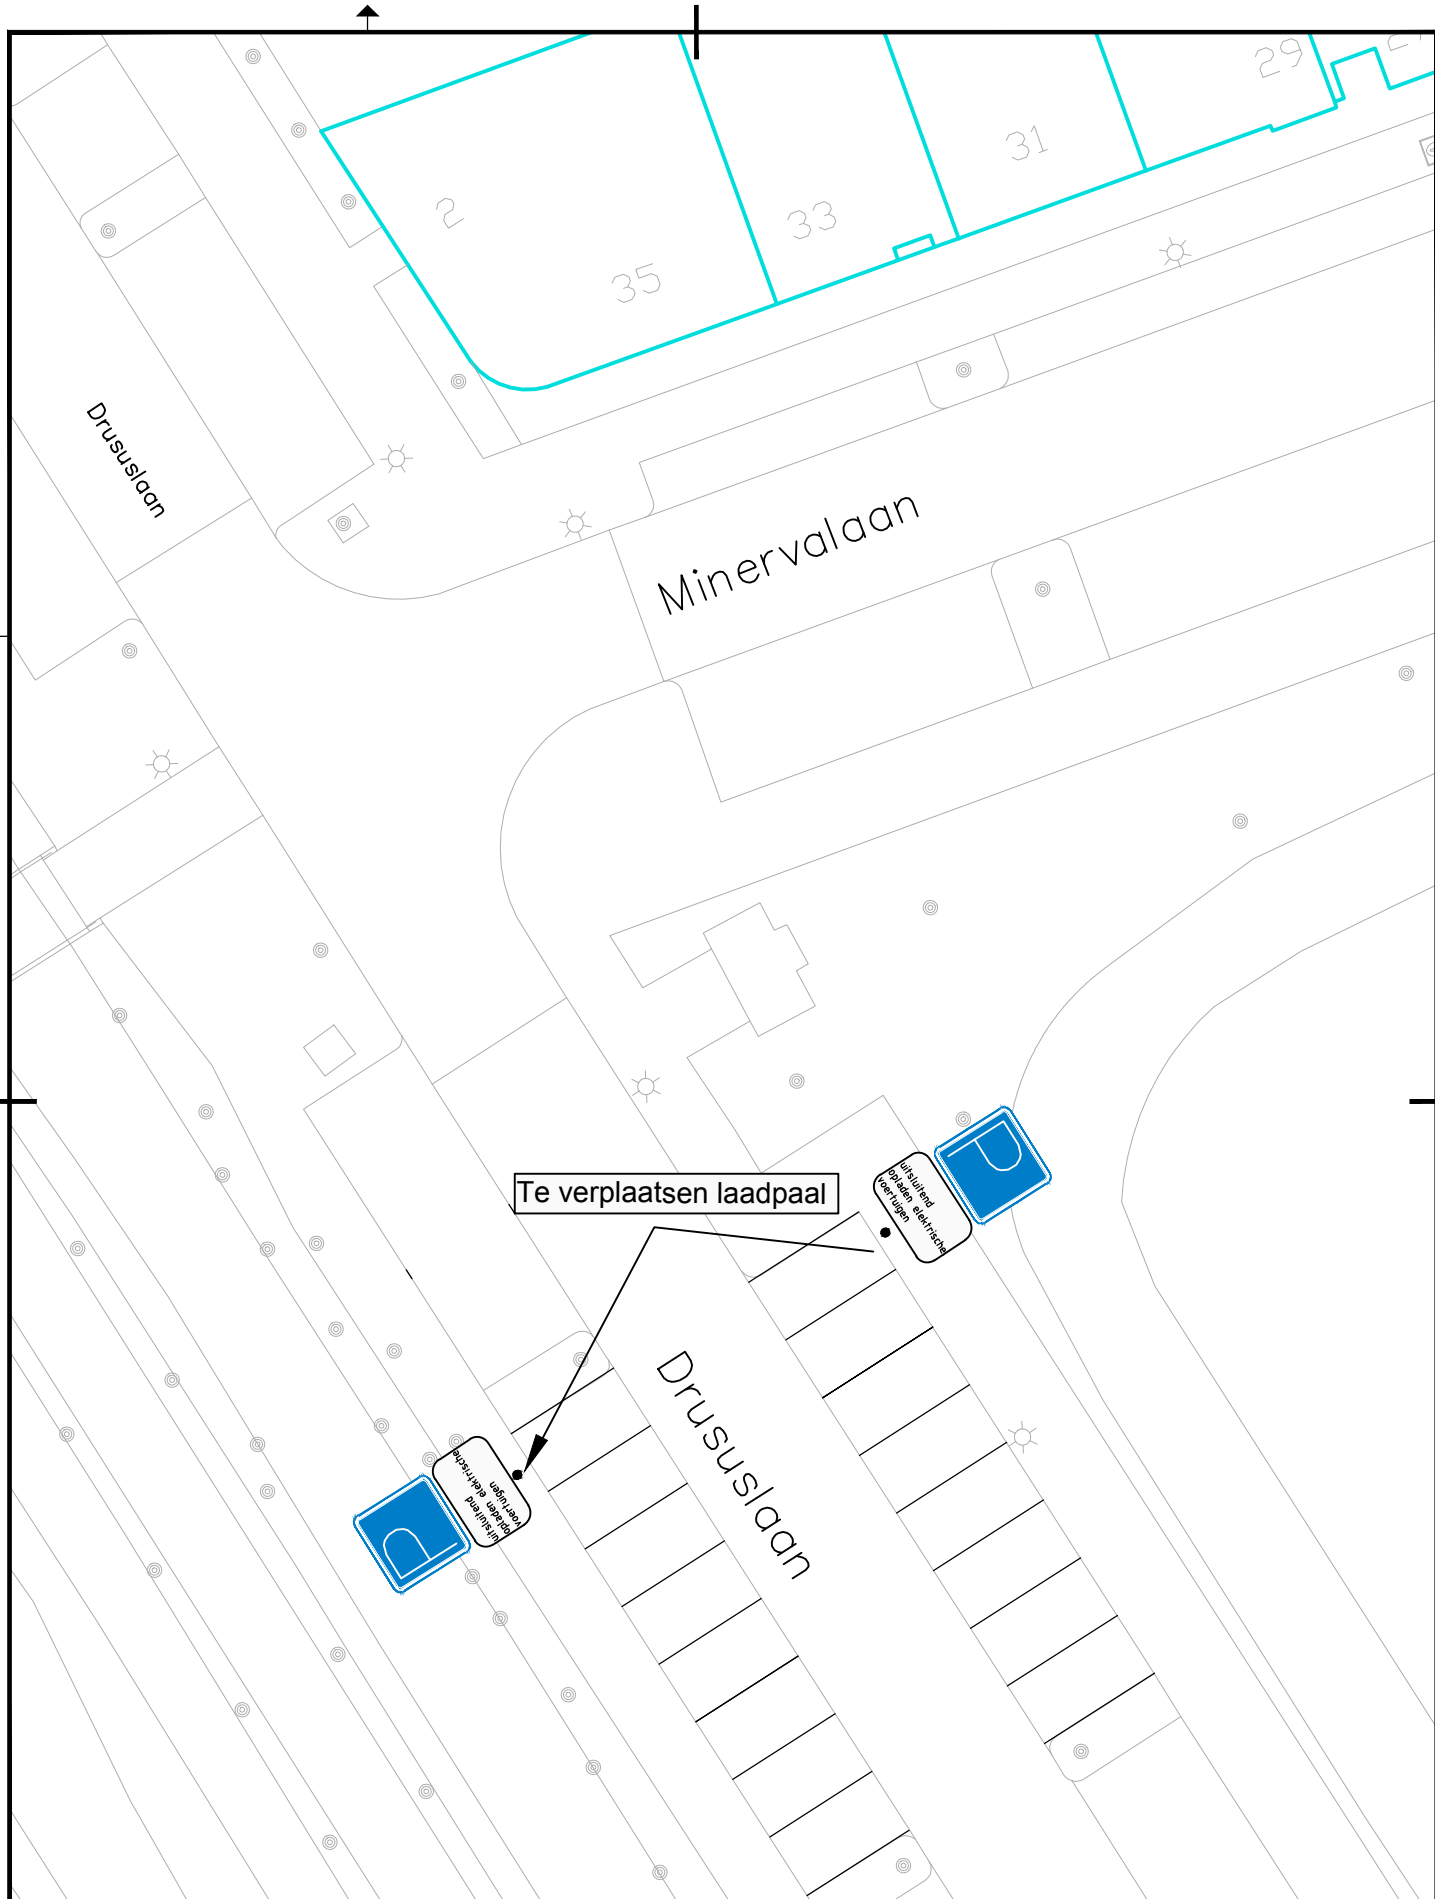 29
31
33
2
35
Drususlaan
Minervalaan
Te verplaatsen laadpaal
P
uitsluitend
opladen elektrische
voertuigen
Drususlaan
P
uitsluitend
opladen elektrische
voertuigen